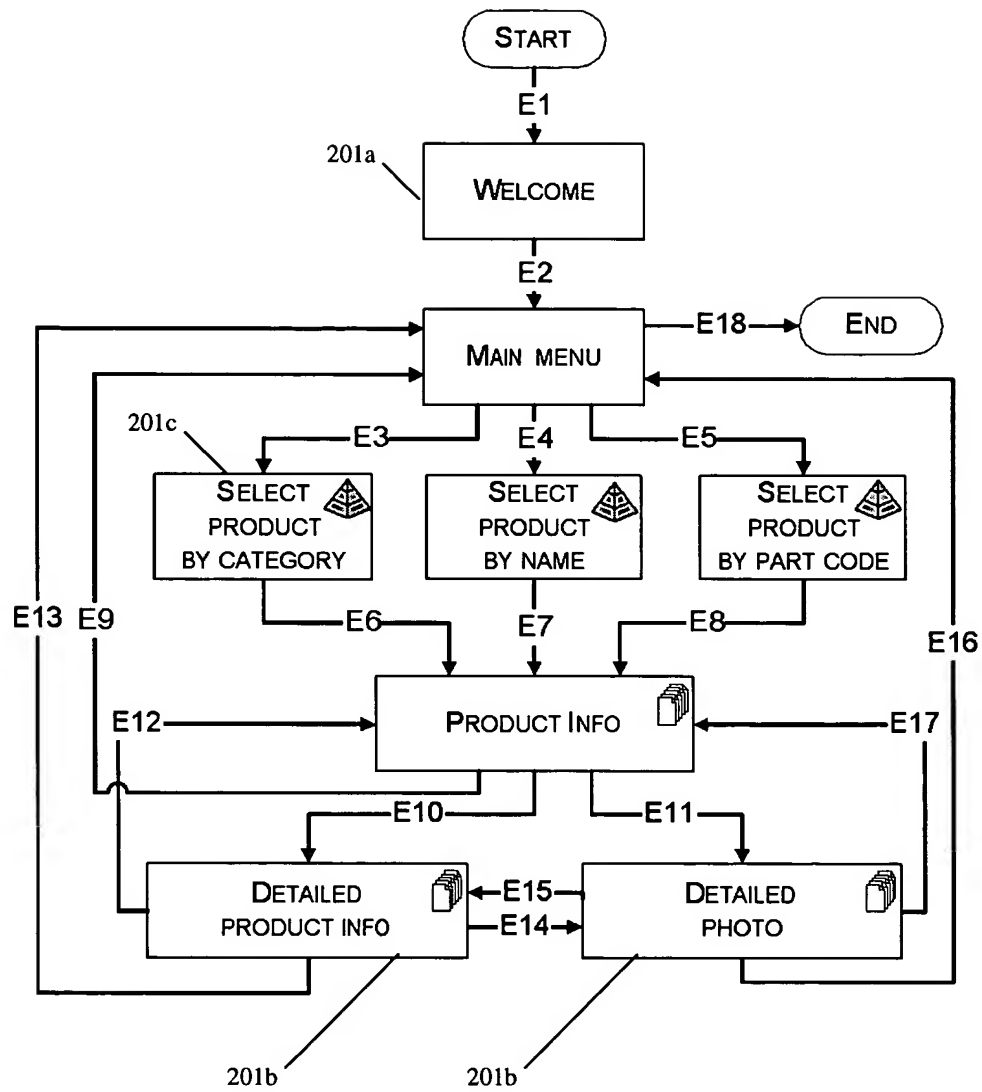 START
E1
201a
WELCOME
E2
E18
END
MAIN MENU
201c
E3
E4
E5
SELECT
PRODUCT
BY CATEGORY
SELECT
PRODUCT
BY NAME
SELECT
PRODUCT
BY PART CODE
E13
E9
E6
E7
E8
E16
E12
PRODUCT INFO
E17
E10
E11
DETAILED
PRODUCT INFO
E15
E14
DETAILED
PHOTO
201b
201b